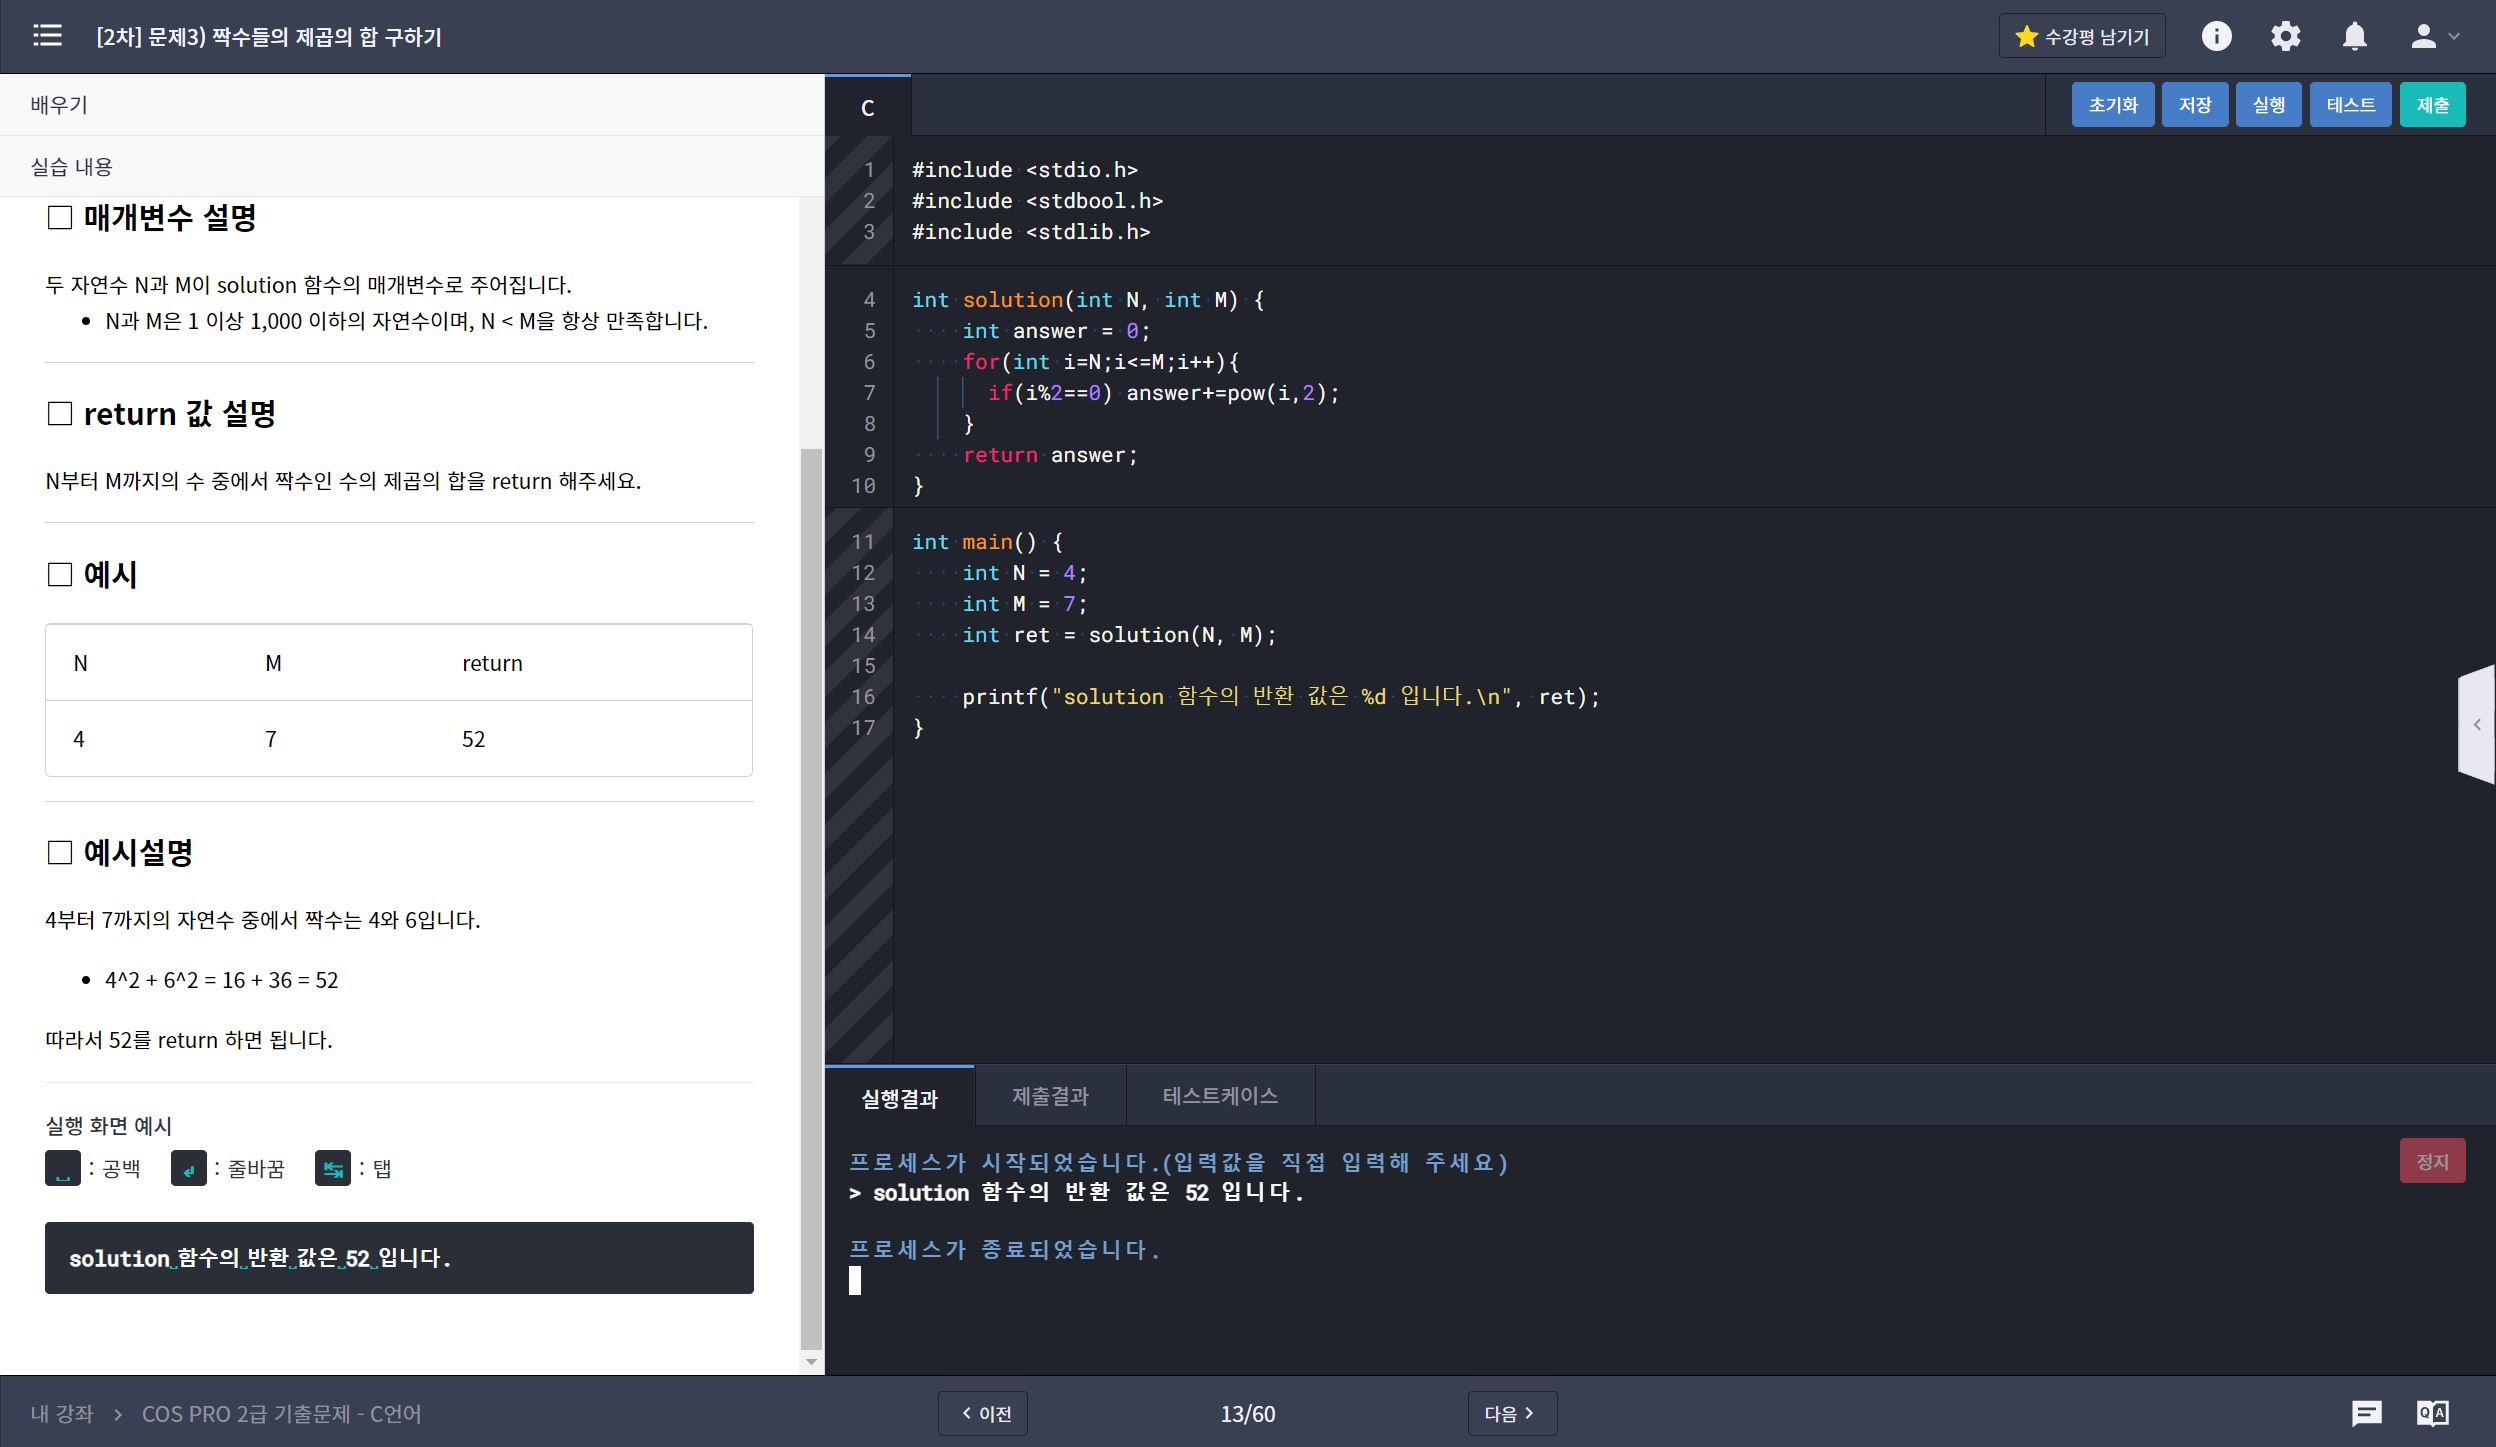 [2차] 문제3) 짝수들의 제곱의 합 구하기
수강평 남기기
배우기
실습 내용
□ 매개변수 설명
두 자연수 N과 M이 solution 함수의 매개변수로 주어집니다.
• N과 M은 1 이상 1,000 이하의 자연수이며, N < M을 항상 만족합니다.
□ return 값 설명
N부터 M까지의 수 중에서 짝수인 수의 제곱의 합을 return 해주세요.
□ 예시
N M return
4 7 52
□ 예시설명
4부터 7까지의 자연수 중에서 짝수는 4와 6입니다.
• 4^2 + 6^2 = 16 + 36 = 52
따라서 52를 return 하면 됩니다.
실행 화면 예시
: 공백 : 줄바꿈 : 탭
solution 함수의 반환 값은 52 입니다.
C
초기화 저장 실행 테스트 제출
1 #include <stdio.h>
2 #include <stdbool.h>
3 #include <stdlib.h>
4 int solution(int N, int M) {
5     int answer = 0;
6     for(int i=N;i<=M;i++){
7       if(i%2==0) answer+=pow(i,2);
8     }
9     return answer;
10 }
11 int main() {
12     int N = 4;
13     int M = 7;
14     int ret = solution(N, M);
15
16     printf("solution 함수의 반환 값은 %d 입니다.\n", ret);
17 }
실행결과 제출결과 테스트케이스
프로세스가 시작되었습니다.(입력값을 직접 입력해 주세요)
> solution 함수의 반환 값은 52 입니다.
프로세스가 종료되었습니다.
정지
내 강좌 > COS PRO 2급 기출문제 - C언어
< 이전
13/60
다음 >
Q A